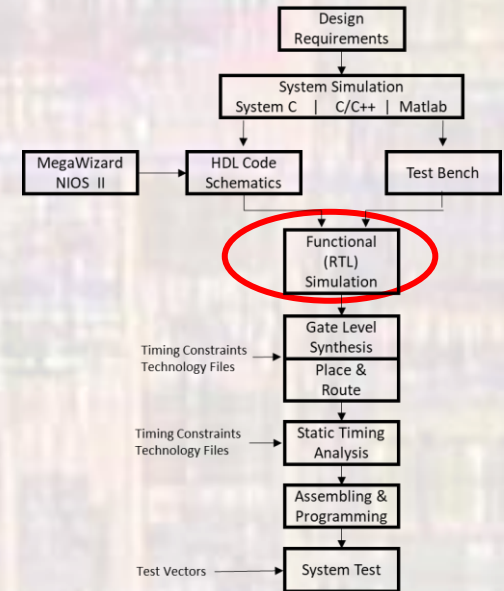 Design
Requirements
System Simulation
System C | C/C++ | Matlab
MegaWizard
NIOS II
HDL Code
Schematics
Test Bench
Functional
(RTL)
Simulation
Gate Level
Synthesis
Timing Constraints
Technology Files
Place &
Route
Timing Constraints
Technology Files
Static Timing
Analysis
Assembling &
Programming
Test Vectors
System Test